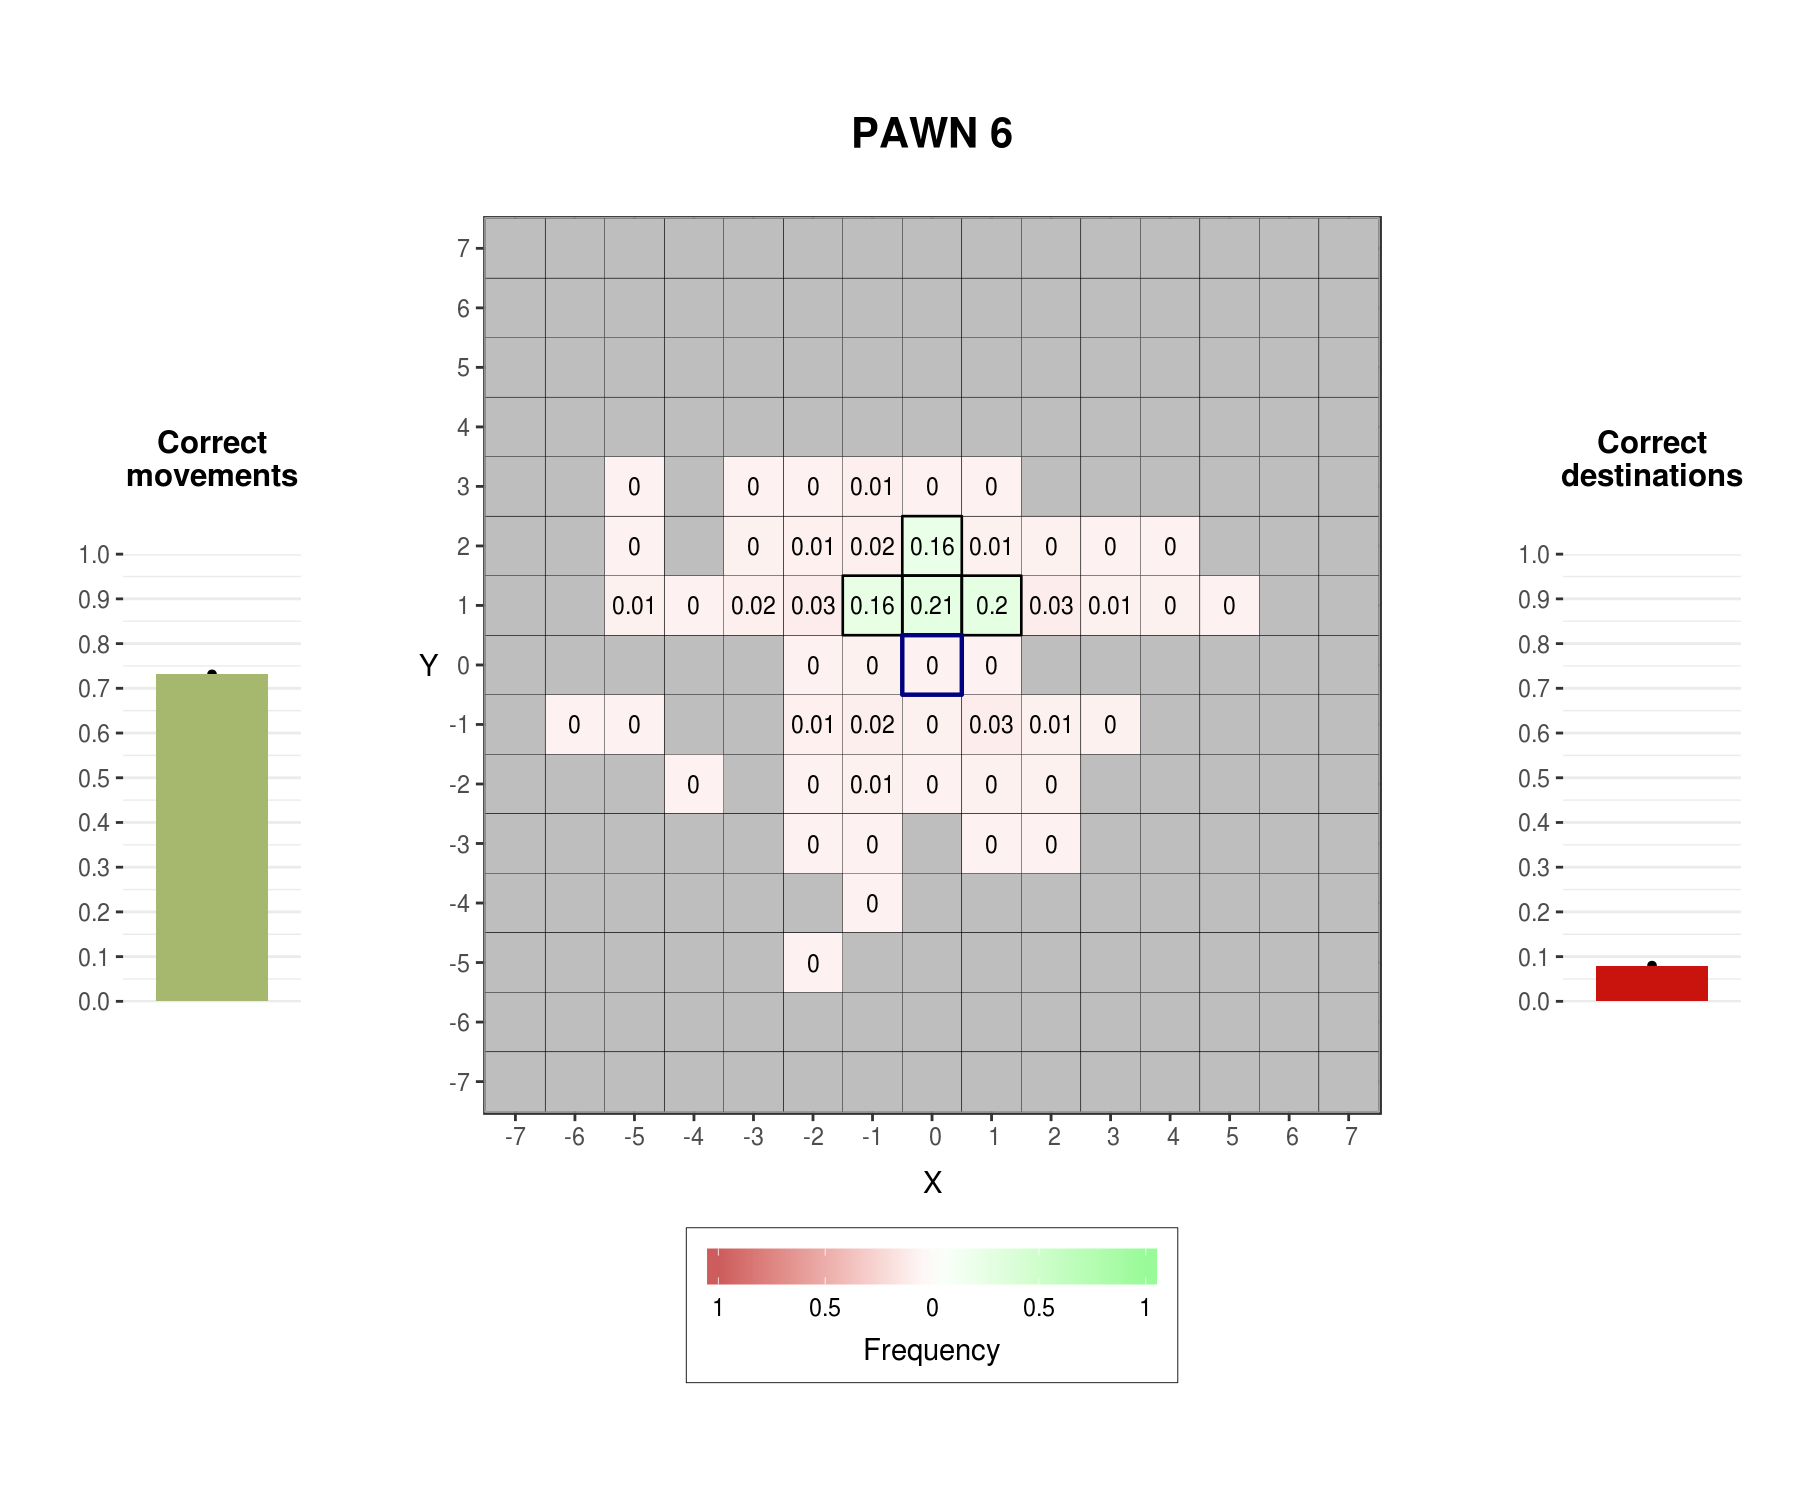 PAWN 6
Correct
movements
1.0
0.9
0.8
0.7
0.6
0.5
0.4
0.3
0.2
0.1
0.0
Y
7
6
5
4
3 0 0 0 0.01 0 0
2 0 0 0.01 0.02 0.16 0.01 0 0 0
1 0.01 0 0.02 0.03 0.16 0.21 0.2 0.03 0.01 0 0
0 0 0 0 0
-1 0 0 0.01 0.02 0 0.03 0.01 0
-2 0 0 0.01 0 0 0
-3 0 0 0 0
-4 0
-5 0
-6
-7
-7 -6 -5 -4 -3 -2 -1 0 1 2 3 4 5 6 7
X
1 0.5 0 0.5 1
Frequency
Correct
destinations
1.0
0.9
0.8
0.7
0.6
0.5
0.4
0.3
0.2
0.1
0.0